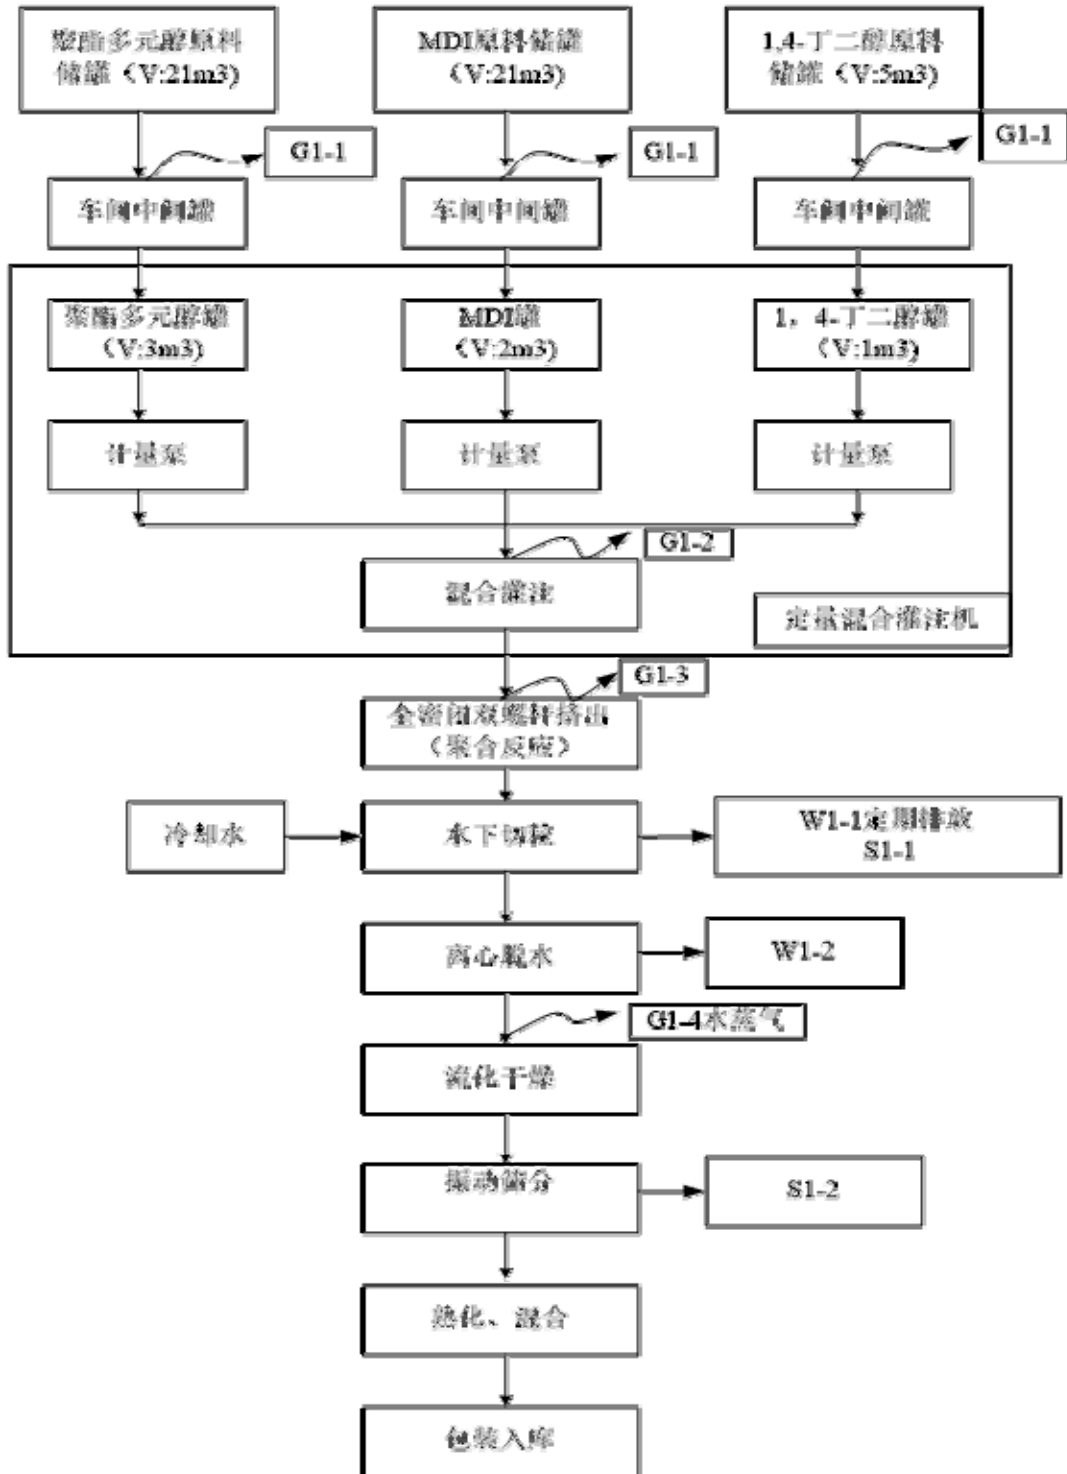 聚酯多元醇原料
储罐（V:21m3)
MDI原料储罐
（V:21m3)
1,4-丁二醇原料
储罐（V:5m3)
G1-1
G1-1
G1-1
车间中间罐
车间中间罐
车间中间罐
聚酯多元醇罐
（V:3m3)
MDI罐
（V:2m3)
1，4-丁二醇罐
（V:1m3)
计量泵
计量泵
计量泵
G1-2
混合灌注
定量混合灌注机
G1-3
全密闭双螺杆挤出
（聚合反应）
冷却水
水下切粒
W1-1定期排放
S1-1
离心脱水
W1-2
G1-4水蒸气
流化干燥
振动筛分
S1-2
熟化、混合
包装入库